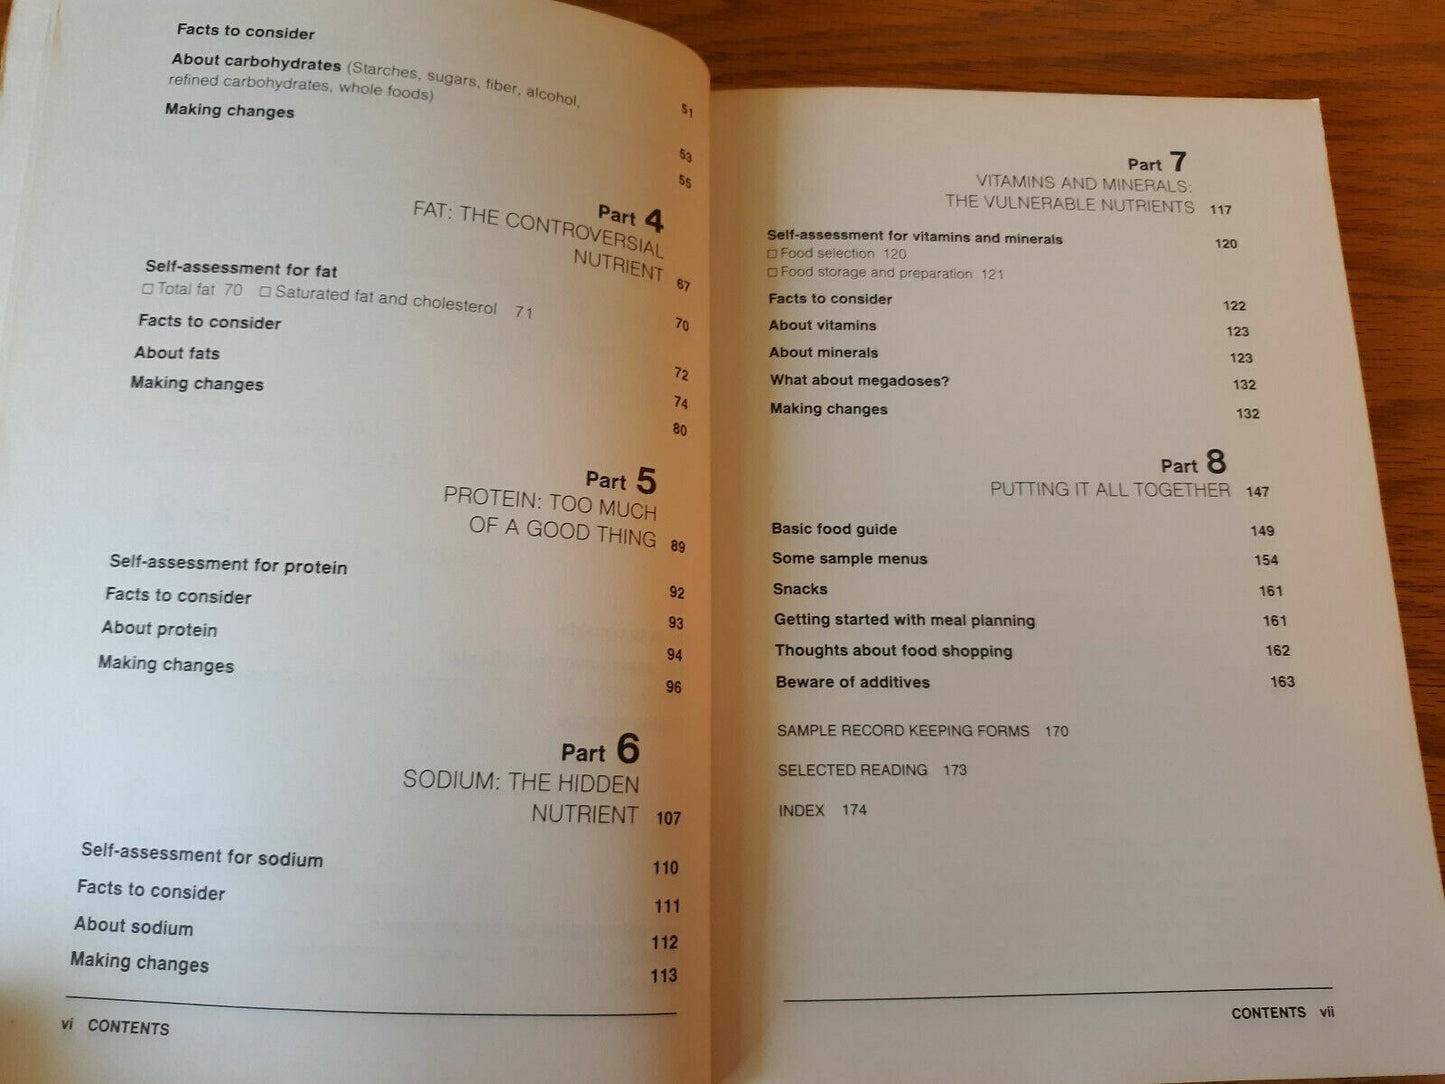 Facts to consider 51
About carbohydrates (Starches, sugars, fiber, alcohol,
refined carbohydrates, whole foods) 53
Making changes 55
Part 4
FAT: THE CONTROVERSIAL
NUTRIENT 67
Self-assessment for fat 70
□ Total fat 70 □ Saturated fat and cholesterol 71
Facts to consider 72
About fats 74
Making changes 80
Part 5
PROTEIN: TOO MUCH
OF A GOOD THING 89
Self-assessment for protein 92
Facts to consider 93
About protein 94
Making changes 96
Part 6
SODIUM: THE HIDDEN
NUTRIENT 107
Self-assessment for sodium 110
Facts to consider 111
About sodium 112
Making changes 113
vi CONTENTS
Part 7
VITAMINS AND MINERALS:
THE VULNERABLE NUTRIENTS 117
Self-assessment for vitamins and minerals 120
□ Food selection 120
□ Food storage and preparation 121
Facts to consider 122
About vitamins 123
About minerals 123
What about megadoses? 132
Making changes 132
Part 8
PUTTING IT ALL TOGETHER 147
Basic food guide 149
Some sample menus 154
Snacks 161
Getting started with meal planning 161
Thoughts about food shopping 162
Beware of additives 163
SAMPLE RECORD KEEPING FORMS 170
SELECTED READING 173
INDEX 174
CONTENTS vii